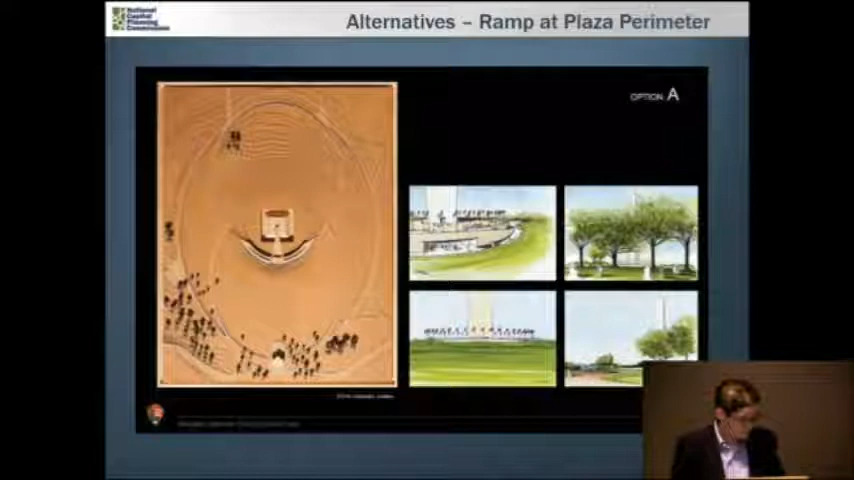 National
Capital
Planning
Commission
Alternatives – Ramp at Plaza Perimeter
OPTION A